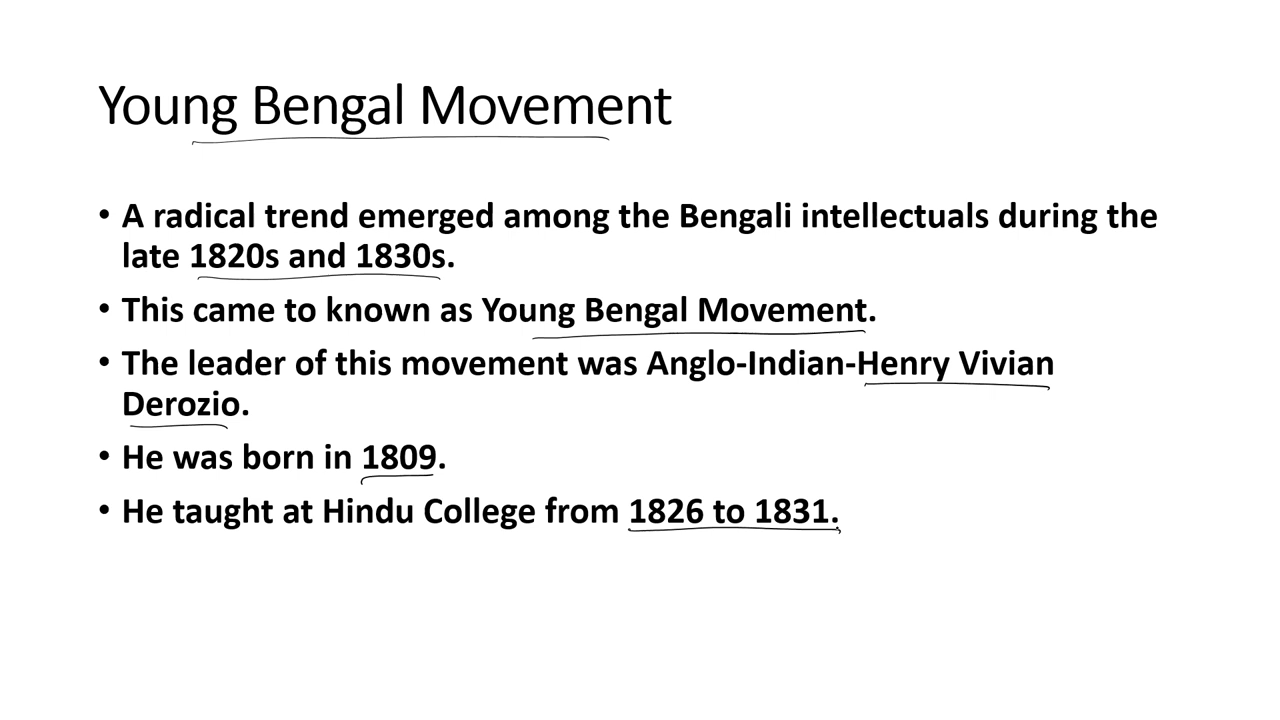 Young Bengal Movement
• A radical trend emerged among the Bengali intellectuals during the
late 1820s and 1830s.
• This came to known as Young Bengal Movement.
• The leader of this movement was Anglo-Indian-Henry Vivian
Derozio.
• He was born in 1809.
• He taught at Hindu College from 1826 to 1831.